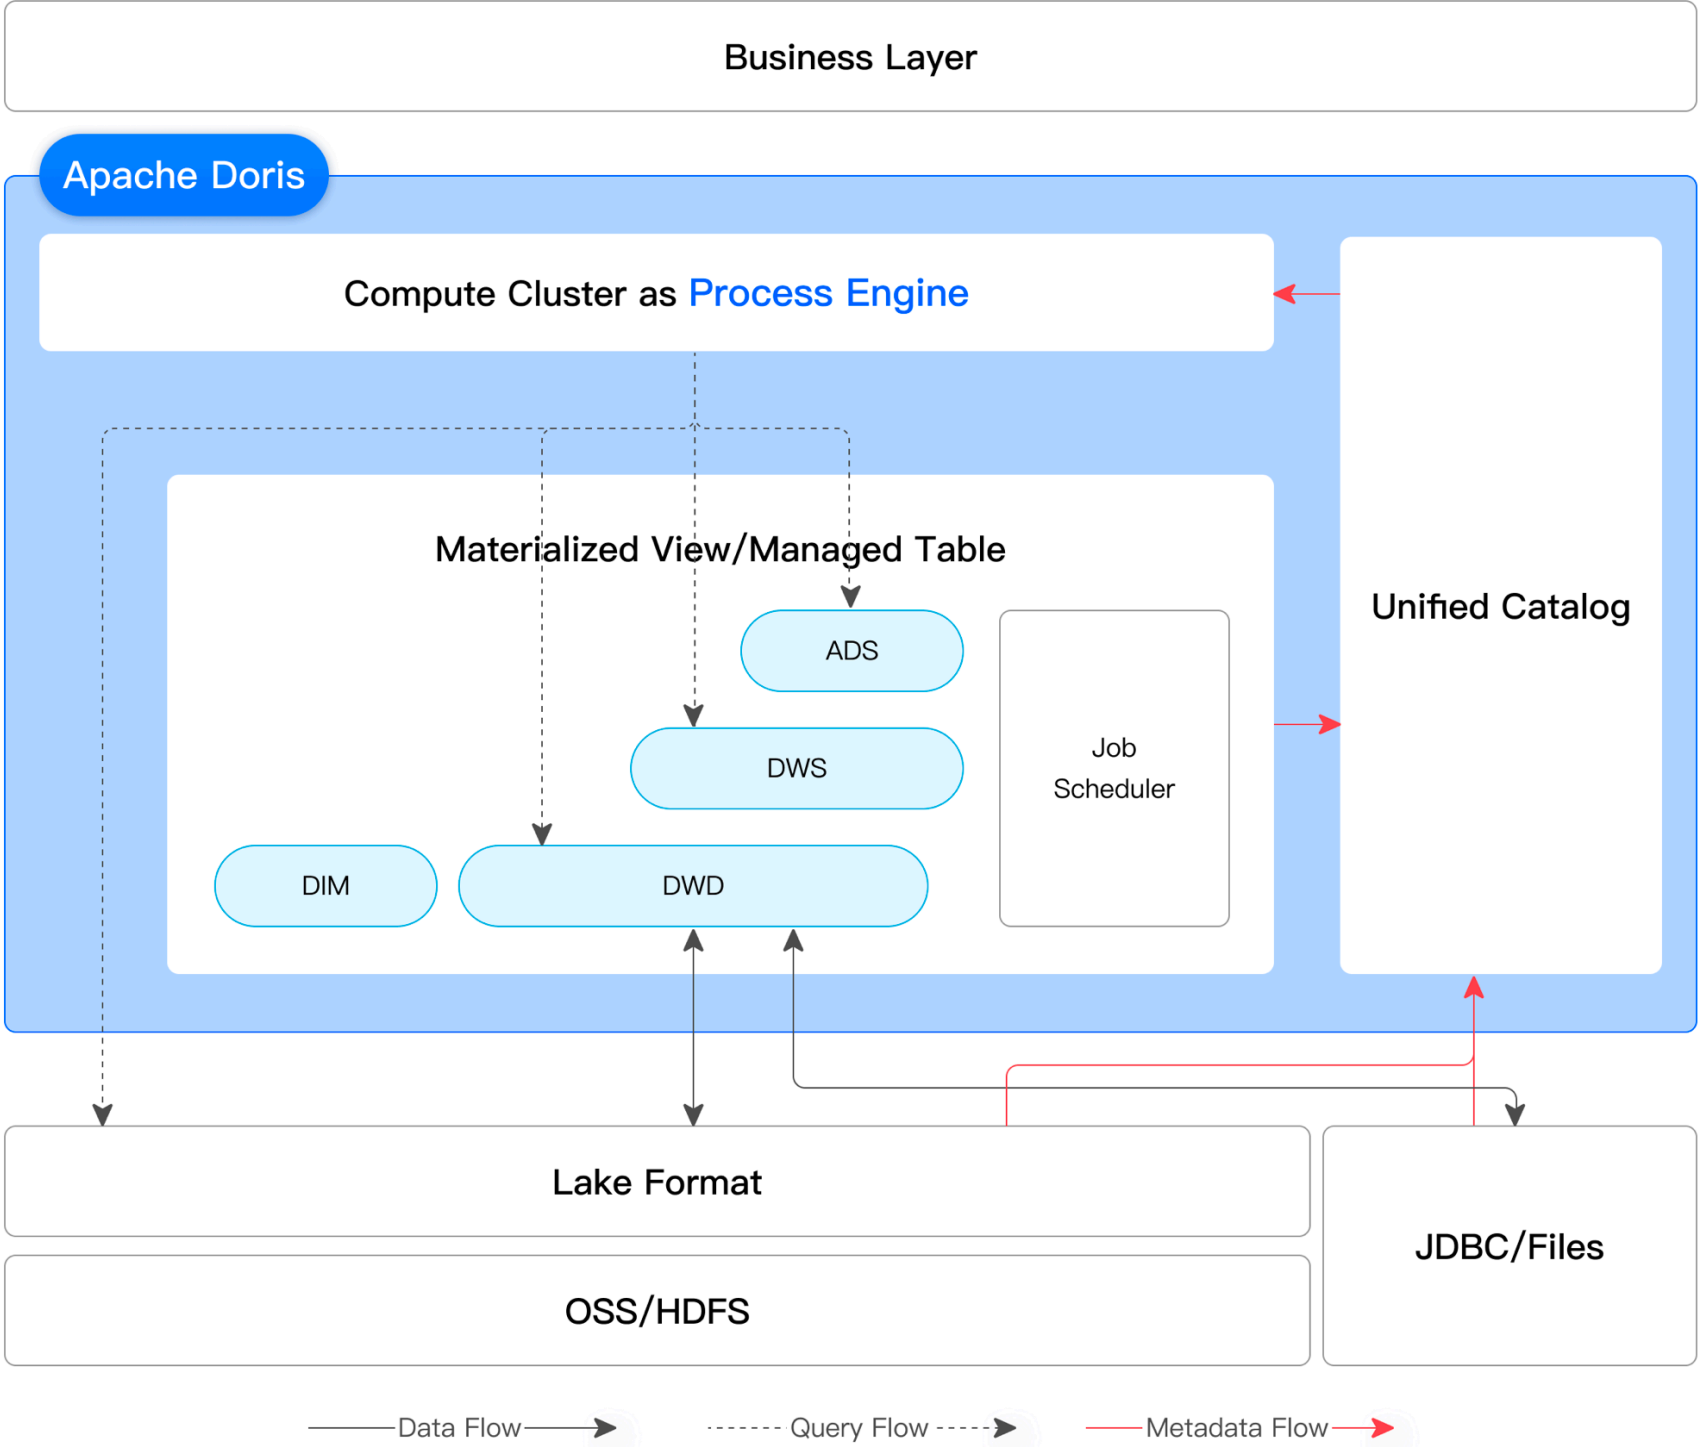 Business Layer
Apache Doris
Compute Cluster as Process Engine
Materialized View/Managed Table
Unified Catalog
ADS
DWS
Job
Scheduler
DIM
DWD
Lake Format
JDBC/Files
OSS/HDFS
Data Flow
Query Flow
Metadada Flow